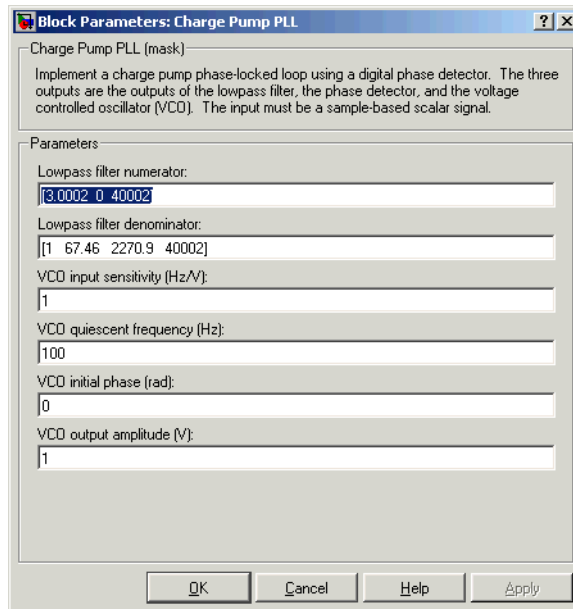 Block Parameters: Charge Pump PLL
Charge Pump PLL (mask)
Implement a charge pump phase-locked loop using a digital phase detector. The three
outputs are the outputs of the lowpass filter, the phase detector, and the voltage
controlled oscillator (VCO). The input must be a sample-based scalar signal.
Parameters
Lowpass filter numerator:
[3.0002 0 40002]
Lowpass filter denominator:
[1 67.46 2270.9 40002]
VCO input sensitivity (Hz/V):
1
VCO quiescent frequency (Hz):
100
VCO initial phase (rad):
0
VCO output amplitude (V):
1
OK Cancel Help Apply